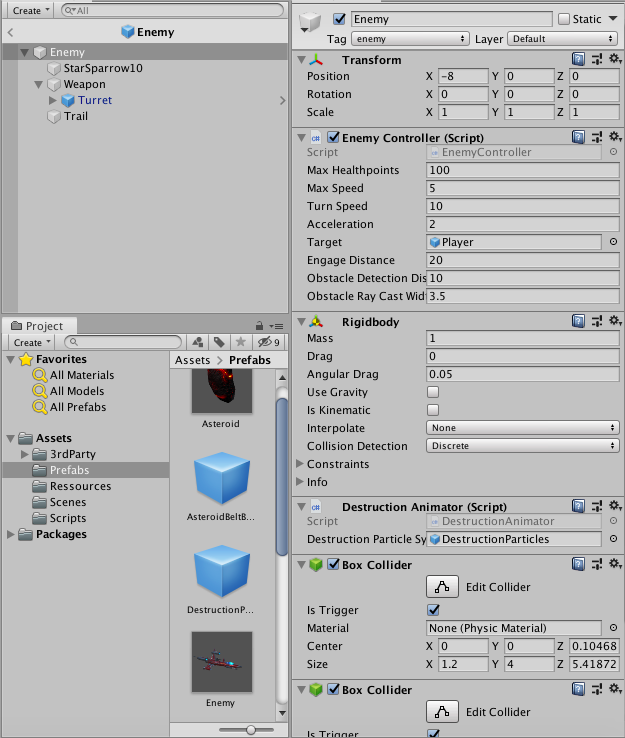 Create
All
Enemy
Enemy
StarSparrow10
Weapon
Turret
Trail
Project
Create
9
Favorites
All Materials
All Models
All Prefabs
Assets
3rdParty
Prefabs
Ressources
Scenes
Scripts
Packages
Assets > Prefabs
Asteroid
AsteroidBeltB...
DestructionP...
Enemy
Enemy
Static
Tag enemy Layer Default
Transform
Position X -8 Y 0 Z 0
Rotation X 0 Y 0 Z 0
Scale X 1 Y 1 Z 1
Enemy Controller (Script)
Script EnemyController
Max Healthpoints 100
Max Speed 5
Turn Speed 10
Acceleration 2
Target Player
Engage Distance 20
Obstacle Detection Dis 10
Obstacle Ray Cast Wid 3.5
Rigidbody
Mass 1
Drag 0
Angular Drag 0.05
Use Gravity
Is Kinematic
Interpolate None
Collision Detection Discrete
Constraints
Info
Destruction Animator (Script)
Script DestructionAnimator
Destruction Particle Sy DestructionParticles
Box Collider
Edit Collider
Is Trigger
Material None (Physic Material)
Center X 0 Y 0 Z 0.10468
Size X 1.2 Y 4 Z 5.41872
Box Collider
Edit Collider
Is Trigger